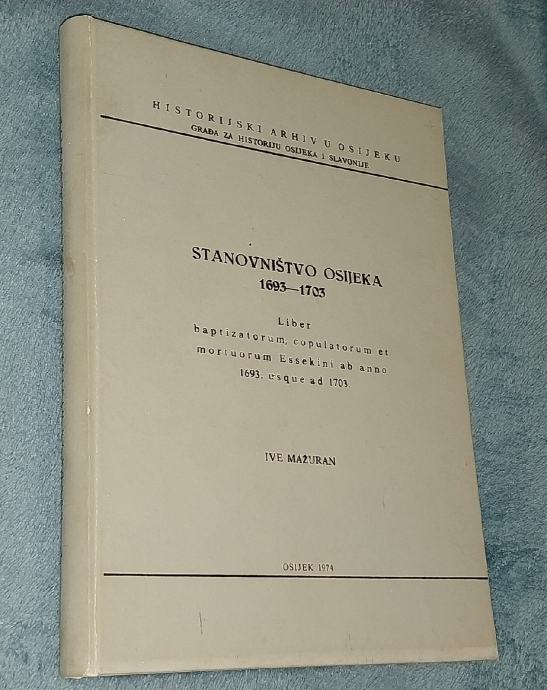 HISTORIJSKI ARHIV U OSIJEKU
GRAĐA ZA HISTORIJU OSIJEKA I SLAVONIJE
STANOVNIŠTVO OSIJEKA
1693—1703
Liber
baptizatorum, copulatorum et
mortuorum Essekini ab anno
1693. usque ad 1703.
IVE MAŽURAN
OSIJEK 1974